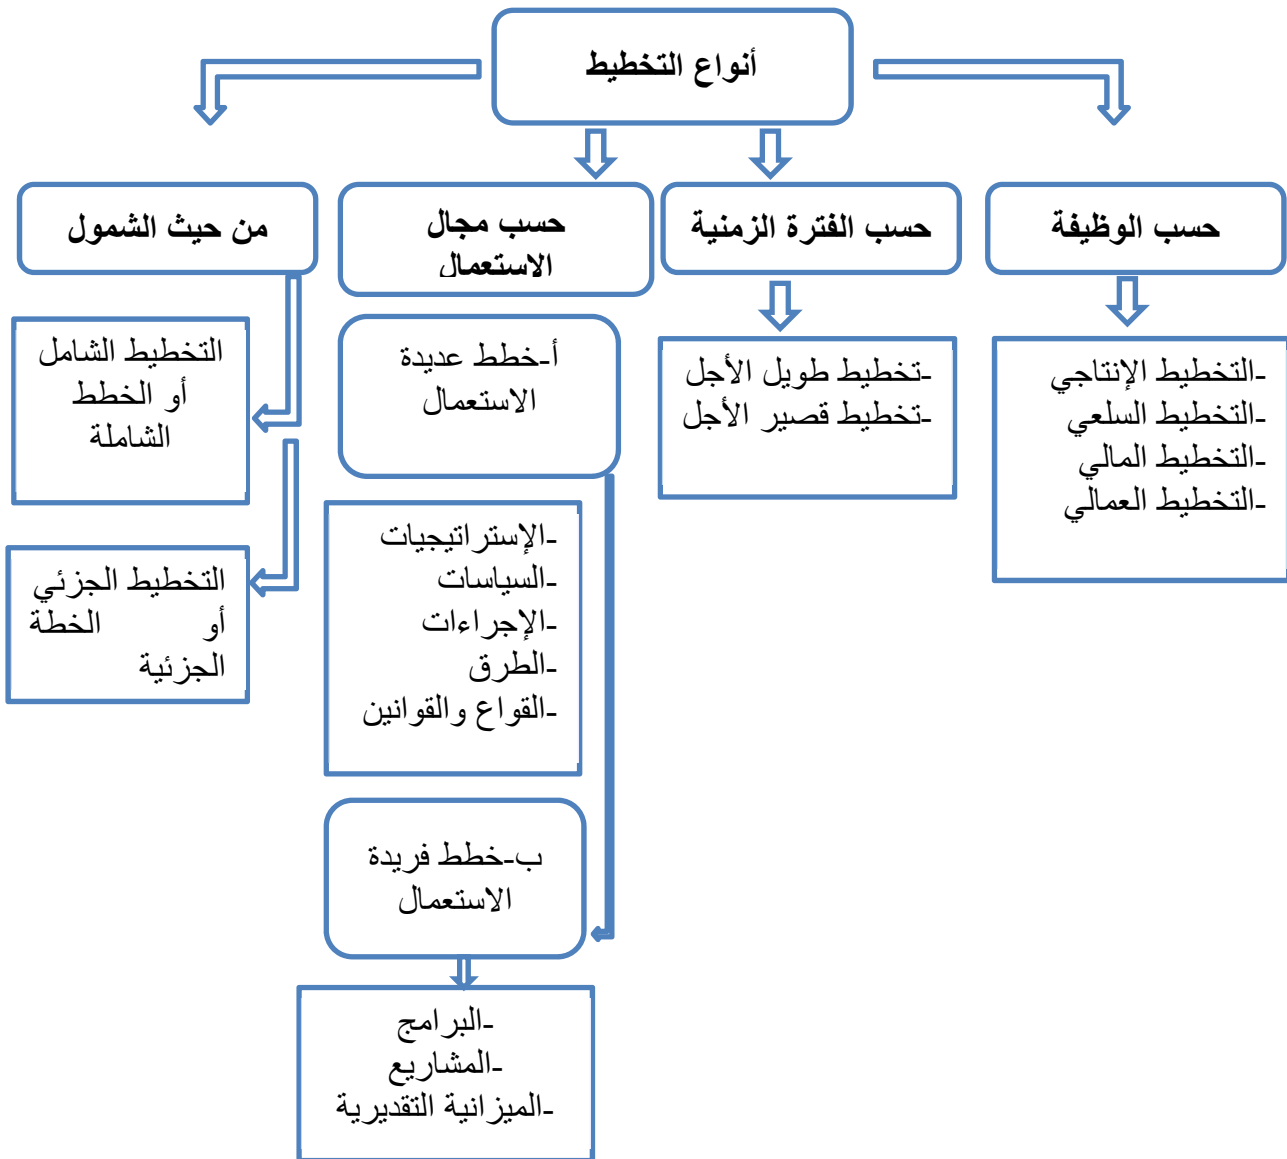 أنواع التخطيط
حسب الوظيفة
-التخطيط الإنتاجي
-التخطيط السلعي
-التخطيط المالي
-التخطيط العمالي
حسب الفترة الزمنية
-تخطيط طويل الأجل
-تخطيط قصير الأجل
حسب مجال
الاستعمال
أ-خطط عديدة
الاستعمال
-الإستراتيجيات
-السياسات
-الإجراءات
-الطرق
-القواع والقوانين
ب-خطط فريدة
الاستعمال
-البرامج
-المشاريع
-الميزانية التقديرية
من حيث الشمول
التخطيط الشامل
أو الخطط
الشاملة
التخطيط الجزئي
أو الخطة
الجزئية